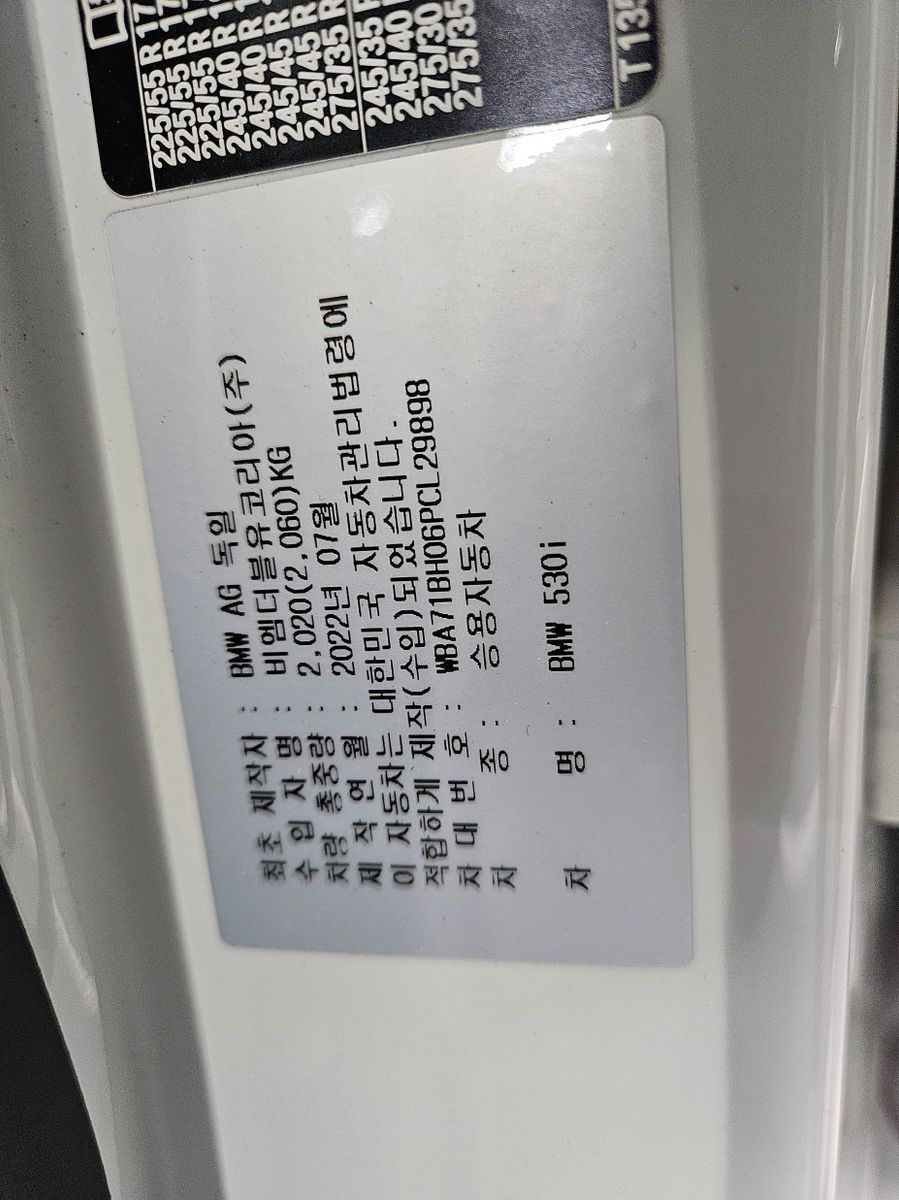 225/55 R 17
225/55 R 17
225/55 R 1
245/40 R 1
245/40 R 1
245/45 R
245/45 R
275/35 R
245/35 R
245/40
275/30
275/35
T 135
최초 제작자 : BMW AG 독일
수 입 자 명 : 비엠더블유코리아(주)
차량 총중량 : 2,020(2,060)KG
제 작 연 월 : 2022년 07월
이 자동차는 대한민국 자동차관리법령에
적합하게 제작(수입)되었습니다.
차 대 번 호 : WBA71BH06PCL29898
차 종 : 승용자동차
차 명 : BMW 530i